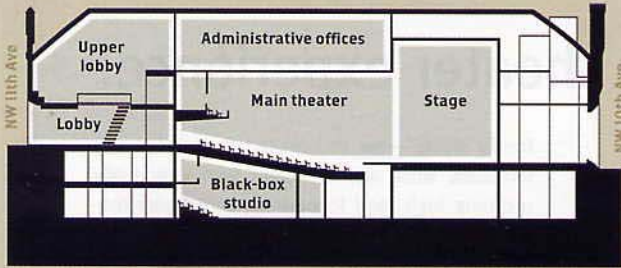 Upper
lobby
Administrative offices
NW 11th Ave
Lobby
Main theater
Stage
NW 10th Ave
Black-box
studio